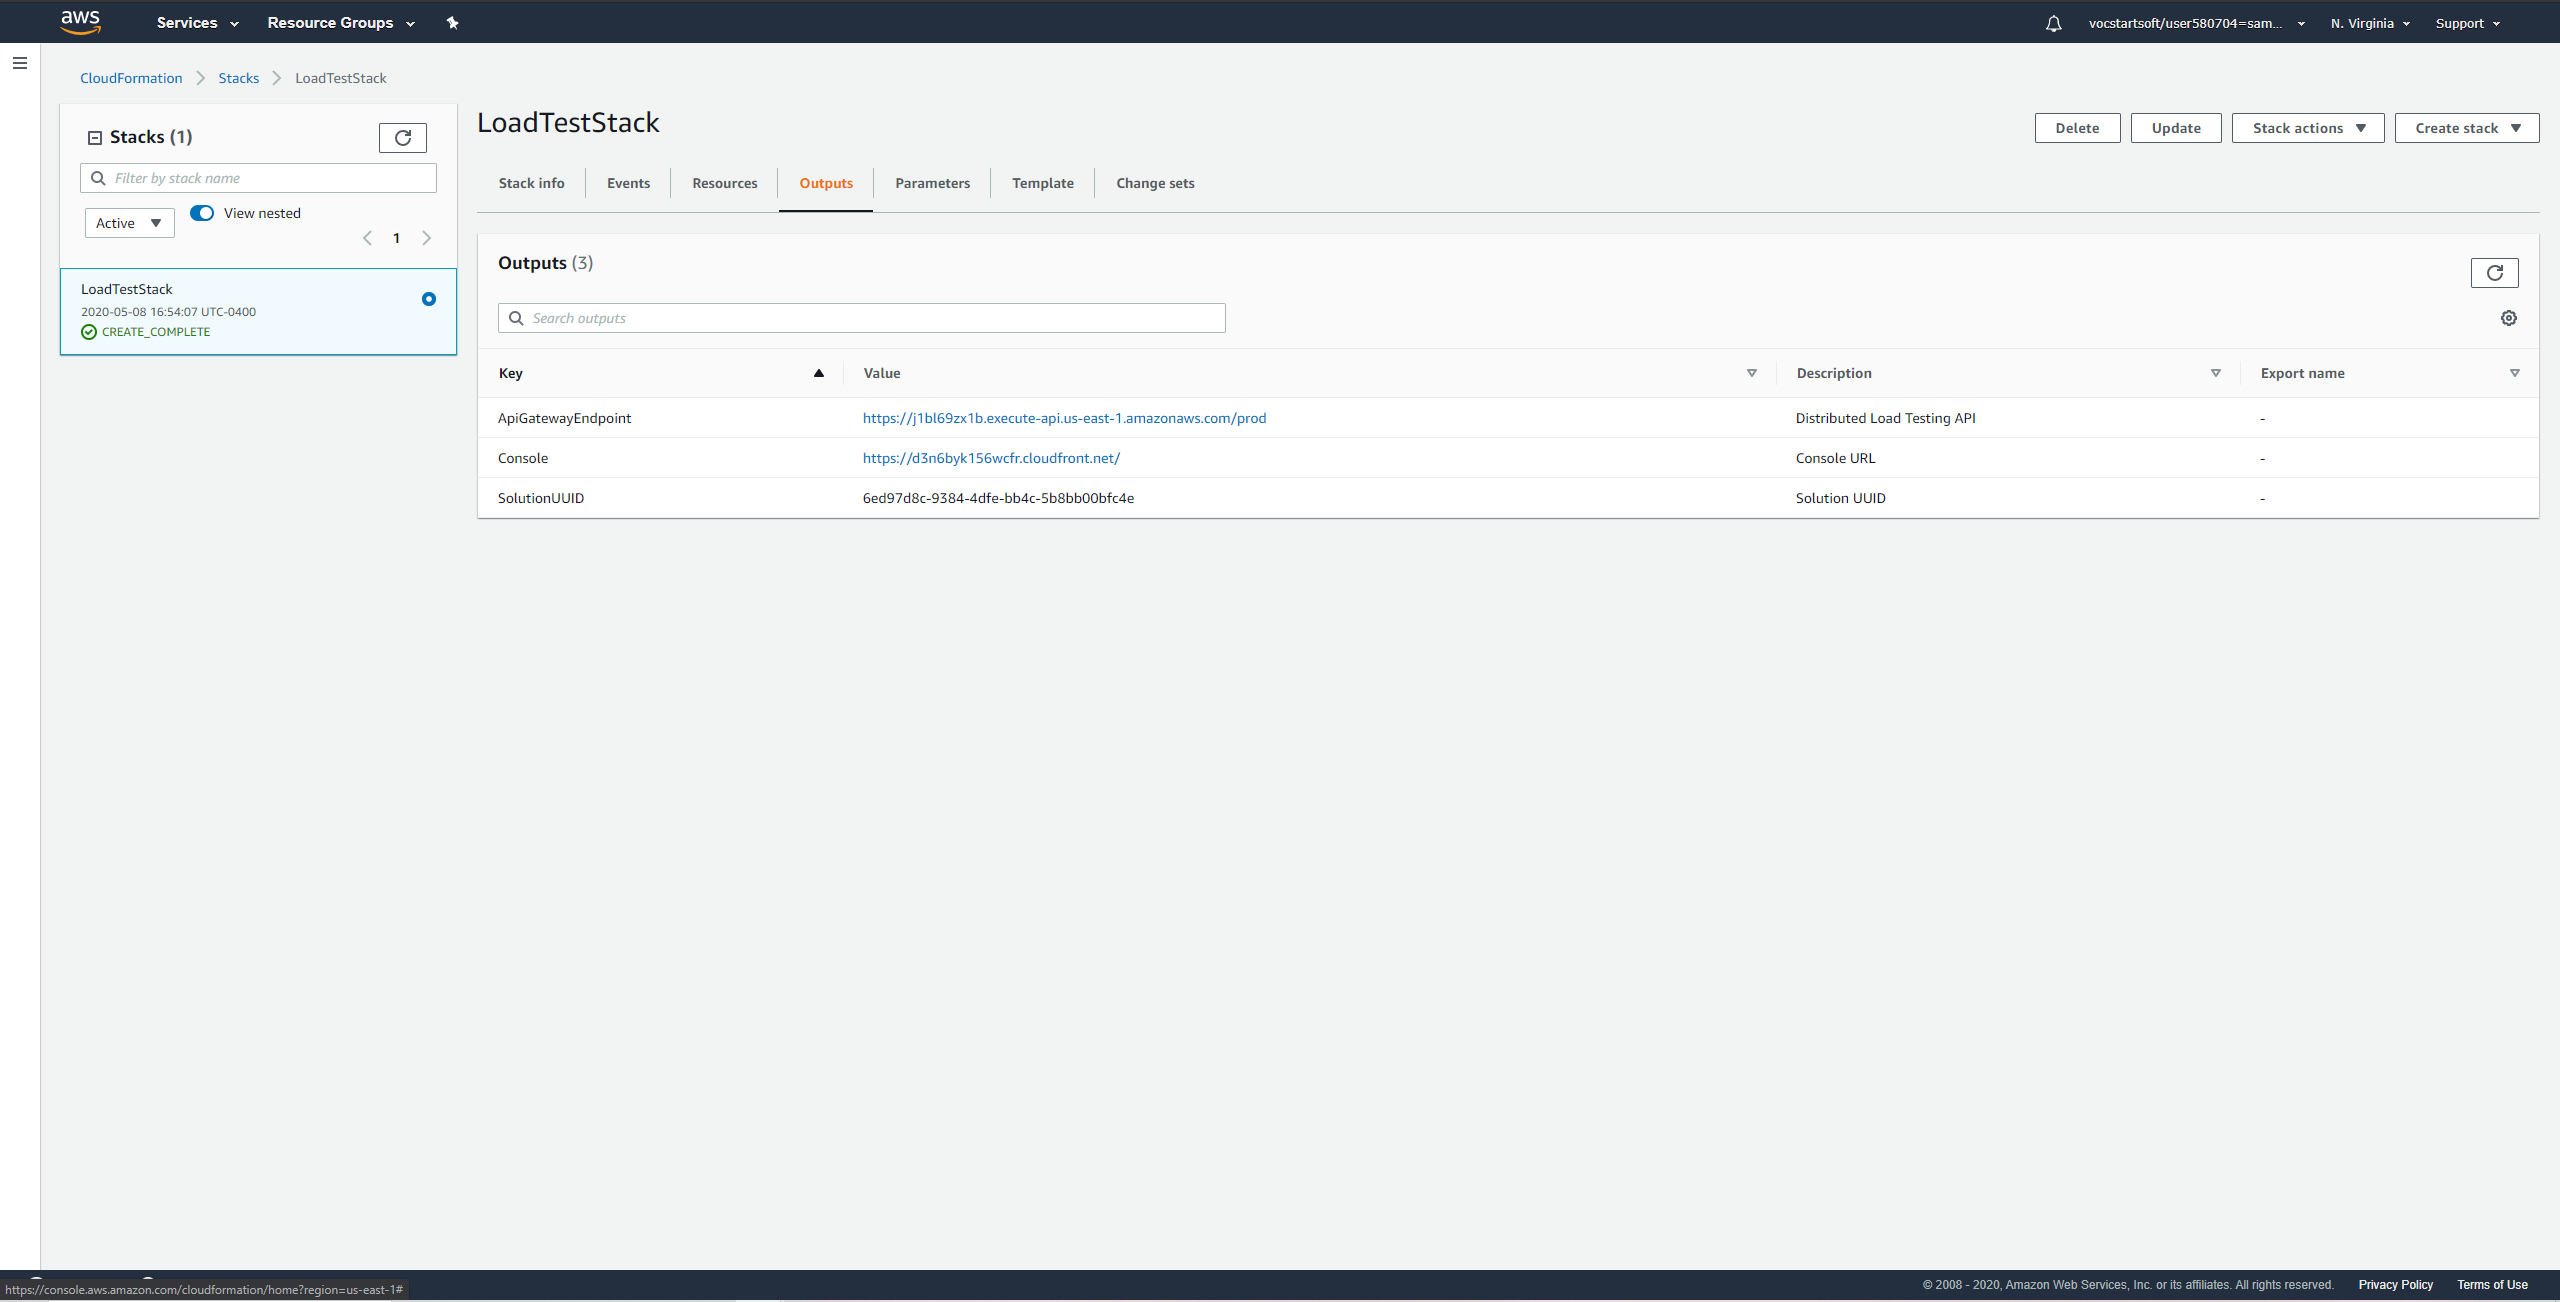 aws Services Resource Groups vocstartsoft/user580704=sam... N. Virginia Support
CloudFormation Stacks LoadTestStack
Stacks (1)
Filter by stack name
Active View nested
1
LoadTestStack
2020-05-08 16:54:07 UTC-0400
CREATE_COMPLETE
LoadTestStack
Delete Update Stack actions Create stack
Stack info Events Resources Outputs Parameters Template Change sets
Outputs (3)
Search outputs
Key Value Description Export name
ApiGatewayEndpoint https://j1bl69zx1b.execute-api.us-east-1.amazonaws.com/prod Distributed Load Testing API -
Console https://d3n6byk156wcfr.cloudfront.net/ Console URL -
SolutionUUID 6ed97d8c-9384-4dfe-bb4c-5b8bb00bfc4e Solution UUID -
https://console.aws.amazon.com/cloudformation/home?region=us-east-1#
© 2008 - 2020, Amazon Web Services, Inc. or its affiliates. All rights reserved. Privacy Policy Terms of Use